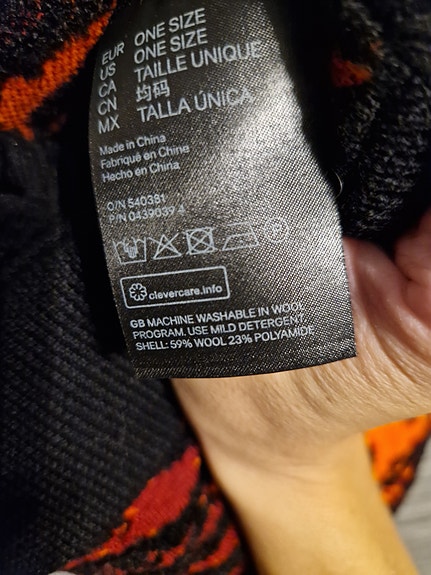 EUR ONE SIZE
US ONE SIZE
CA TAILLE UNIQUE
CN 均码
MX TALLA ÚNICA
Made in China
Fabriqué en Chine
Hecho en China
O/N 540381
P/N 0439039 4
P
clevercare.info
GB MACHINE WASHABLE IN WOOL
PROGRAM. USE MILD DETERGENT.
SHELL: 59% WOOL 23% POLYAMIDE